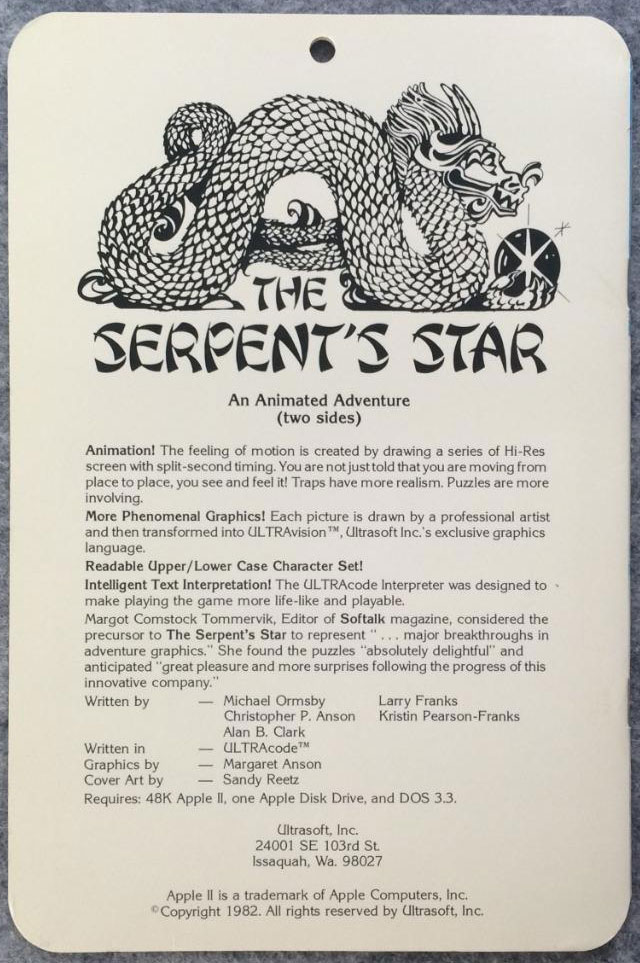 THE
SERPENT'S STAR
An Animated Adventure
(two sides)
Animation! The feeling of motion is created by drawing a series of Hi-Res
screen with split-second timing. You are not just told that you are moving from
place to place, you see and feel it! Traps have more realism. Puzzles are more
involving.
More Phenomenal Graphics! Each picture is drawn by a professional artist
and then transformed into ULTRAvision™, Ultrasoft Inc.'s exclusive graphics
language.
Readable Upper/Lower Case Character Set!
Intelligent Text Interpretation! The ULTRAcode Interpreter was designed to
make playing the game more life-like and playable.
Margot Comstock Tommervik, Editor of Softalk magazine, considered the
precursor to The Serpent's Star to represent "... major breakthroughs in
adventure graphics." She found the puzzles "absolutely delightful" and
anticipated "great pleasure and more surprises following the progress of this
innovative company."
Written by — Michael Ormsby Larry Franks
Christopher P. Anson Kristin Pearson-Franks
Alan B. Clark
Written in — ULTRAcode™
Graphics by — Margaret Anson
Cover Art by — Sandy Reetz
Requires: 48K Apple II, one Apple Disk Drive, and DOS 3.3.
Ultrasoft, Inc.
24001 SE 103rd St.
Issaquah, Wa. 98027
Apple II is a trademark of Apple Computers, Inc.
©Copyright 1982. All rights reserved by Ultrasoft, Inc.